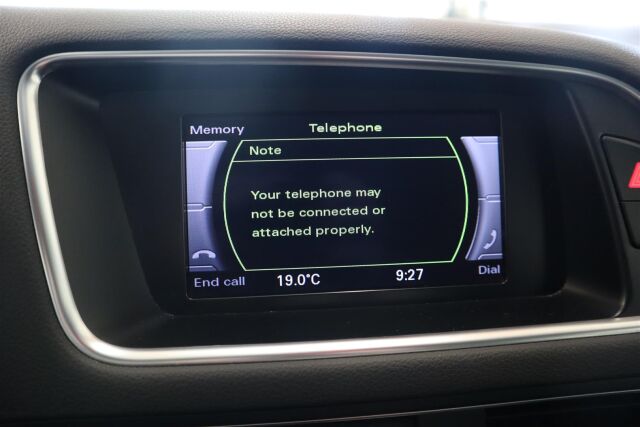 Memory
Telephone
Note
Your telephone may
not be connected or
attached properly.
End call
19.0°C
9:27
Dial